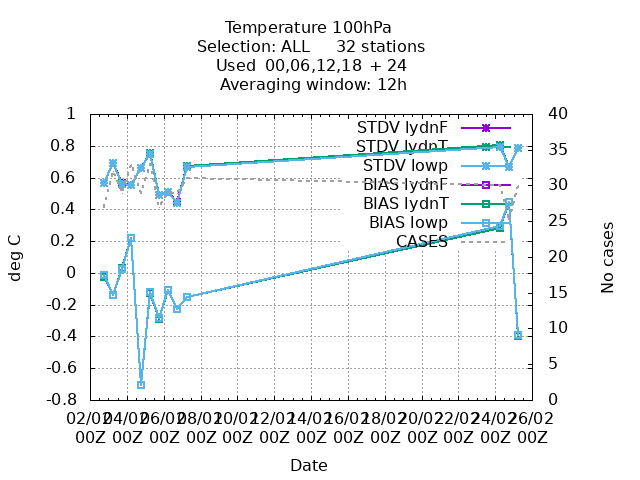 Temperature 100hPa
Selection: ALL 32 stations
Used 00,06,12,18 + 24
Averaging window: 12h
1
0.8
0.6
0.4
0.2
0
-0.2
-0.4
-0.6
-0.8
deg C
STDV lydnF
STDV lydnT
STDV lowp
BIAS lydnF
BIAS lydnT
BIAS lowp
CASES
40
35
30
25
20
15
10
5
0
No cases
02/02 04/02 06/02 08/02 10/02 12/02 14/02 16/02 18/02 20/02 22/02 24/02 26/02
00Z 00Z 00Z 00Z 00Z 00Z 00Z 00Z 00Z 00Z 00Z 00Z 00Z
Date